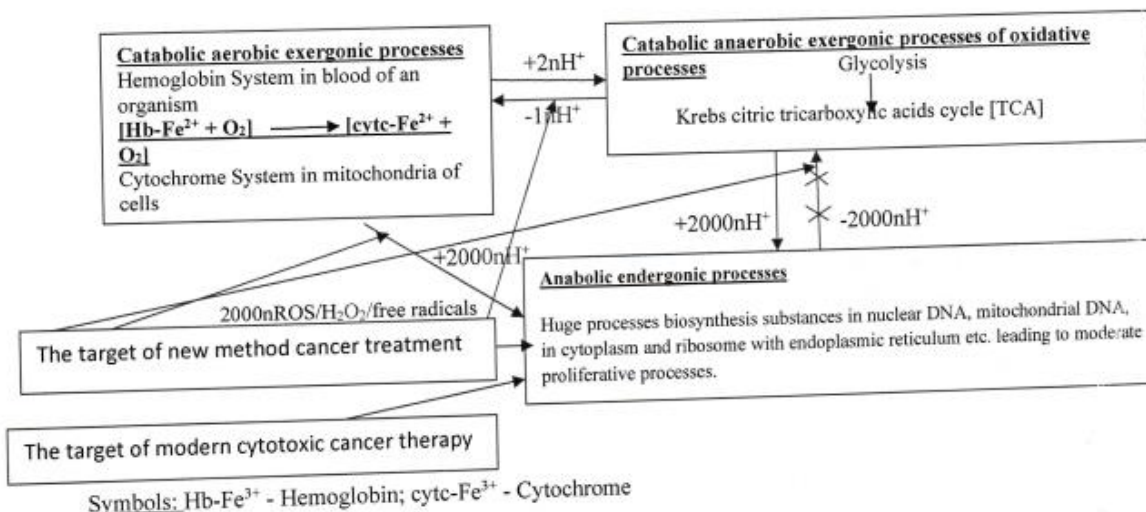 Catabolic aerobic exergonic processes
Hemoglobin System in blood of an
organism
[Hb-Fe²⁺ + O₂] → [cytc-Fe²⁺ +
O₂]
Cytochrome System in mitochondria of
cells
+2nH⁺
-1nH⁺
Catabolic anaerobic exergonic processes of oxidative
processes
Glycolysis
Krebs citric tricarboxylic acids cycle [TCA]
+2000nH⁺
-2000nH⁺
+2000nH⁺
2000nROS/H₂O₂/free radicals
Anabolic endergonic processes
Huge processes biosynthesis substances in nuclear DNA, mitochondrial DNA,
in cytoplasm and ribosome with endoplasmic reticulum etc. leading to moderate
proliferative processes.
The target of new method cancer treatment
The target of modern cytotoxic cancer therapy
Symbols: Hb-Fe³⁺ - Hemoglobin; cytc-Fe³⁺ - Cytochrome